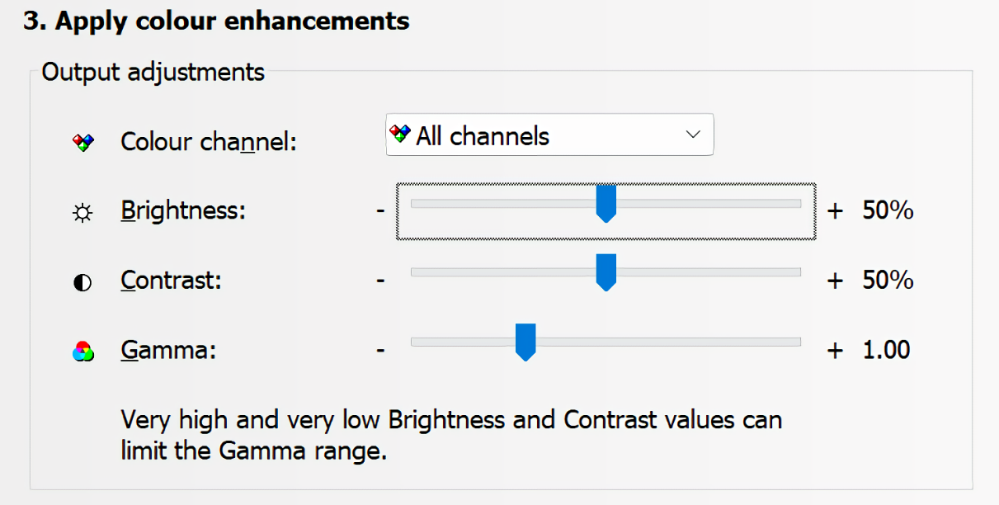 3. Apply colour enhancements
Output adjustments
Colour channel:
All channels
Brightness:
- + 50%
Contrast:
- + 50%
Gamma:
- + 1.00
Very high and very low Brightness and Contrast values can
limit the Gamma range.